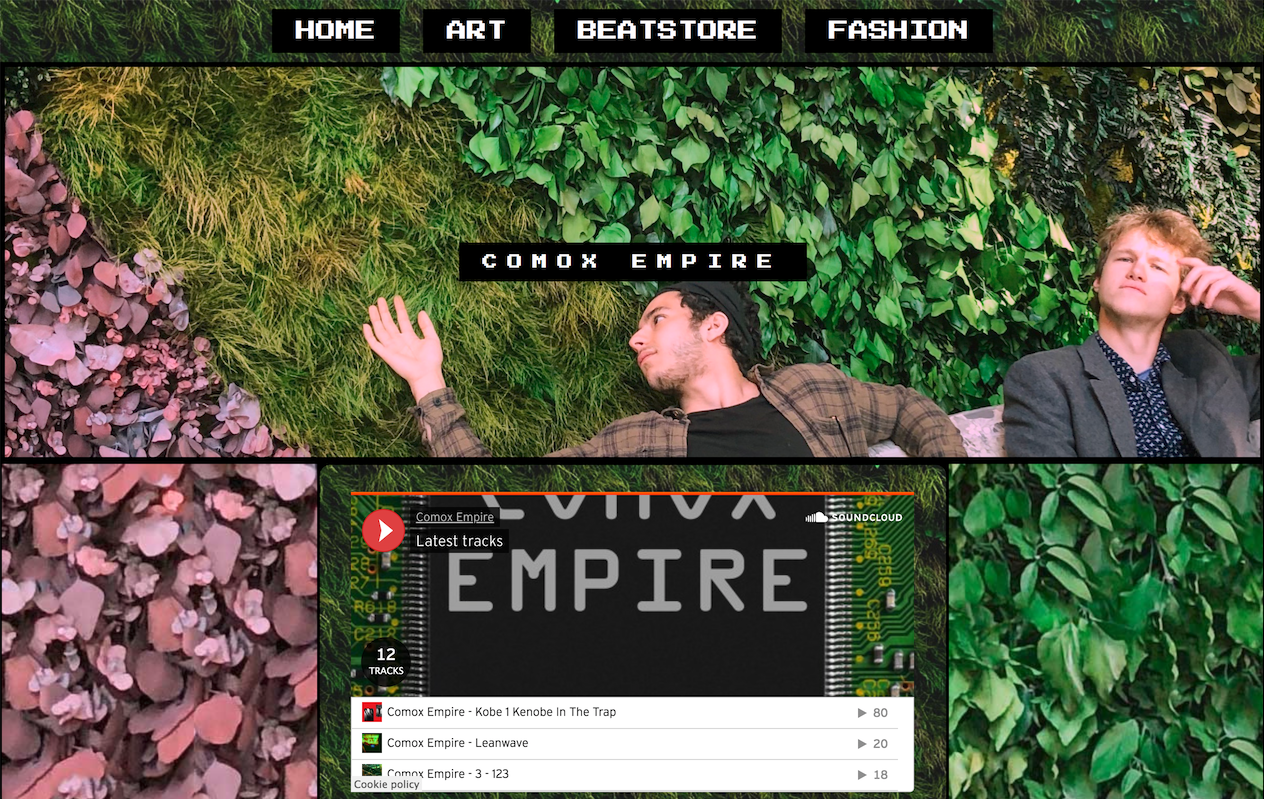 HOME ART BEATSTORE FASHION
COMOX EMPIRE
COMOX
EMPIRE
Comox Empire
Latest tracks
SOUNDCLOUD
12
TRACKS
Comox Empire - Kobe 1 Kenobe In The Trap 80
Comox Empire - Leanwave 20
Comox Empire - 3 - 123 18
Cookie policy